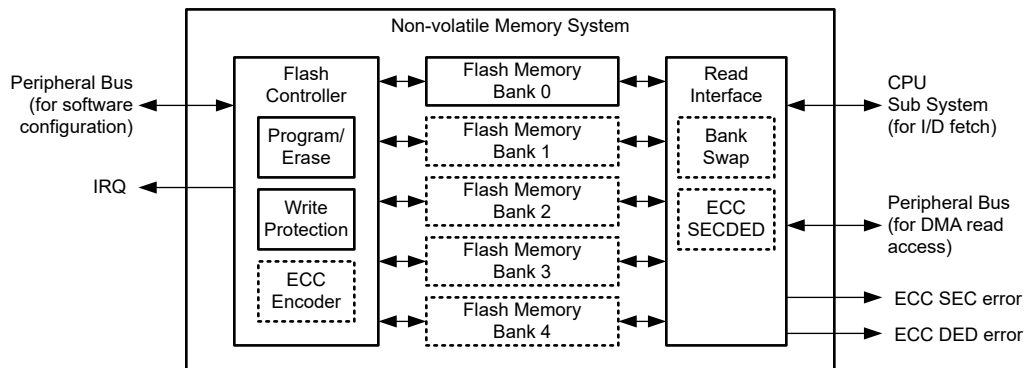 Non-volatile Memory System
Peripheral Bus
(for software
configuration)
IRQ
Flash
Controller
Program/
Erase
Write
Protection
ECC
Encoder
Flash Memory
Bank 0
Flash Memory
Bank 1
Flash Memory
Bank 2
Flash Memory
Bank 3
Flash Memory
Bank 4
Read
Interface
Bank
Swap
ECC
SECDED
CPU
Sub System
(for I/D fetch)
Peripheral Bus
(for DMA read
access)
ECC SEC error
ECC DED error